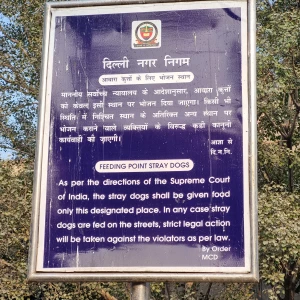 दिल्ली नगर निगम
आवारा कुत्तों के लिए भोजन स्थान
माननीय सर्वोच्च न्यायालय के आदेशानुसार, आवारा कुत्तों
को केवल इसी स्थान पर भोजन दिया जाएगा। किसी भी
स्थिति में निश्चित स्थान के अतिरिक्त अन्य स्थान पर
भोजन कराने वाले व्यक्तियों के विरुद्ध कड़ी कानूनी
कार्यवाही की जाएगी।
आज्ञा से
दि.न.नि.
FEEDING POINT STRAY DOGS
As per the directions of the Supreme Court
of India, the stray dogs shall be given food
only this designated place. In any case stray
dogs are fed on the streets, strict legal action
will be taken against the violators as per law.
By Order
MCD